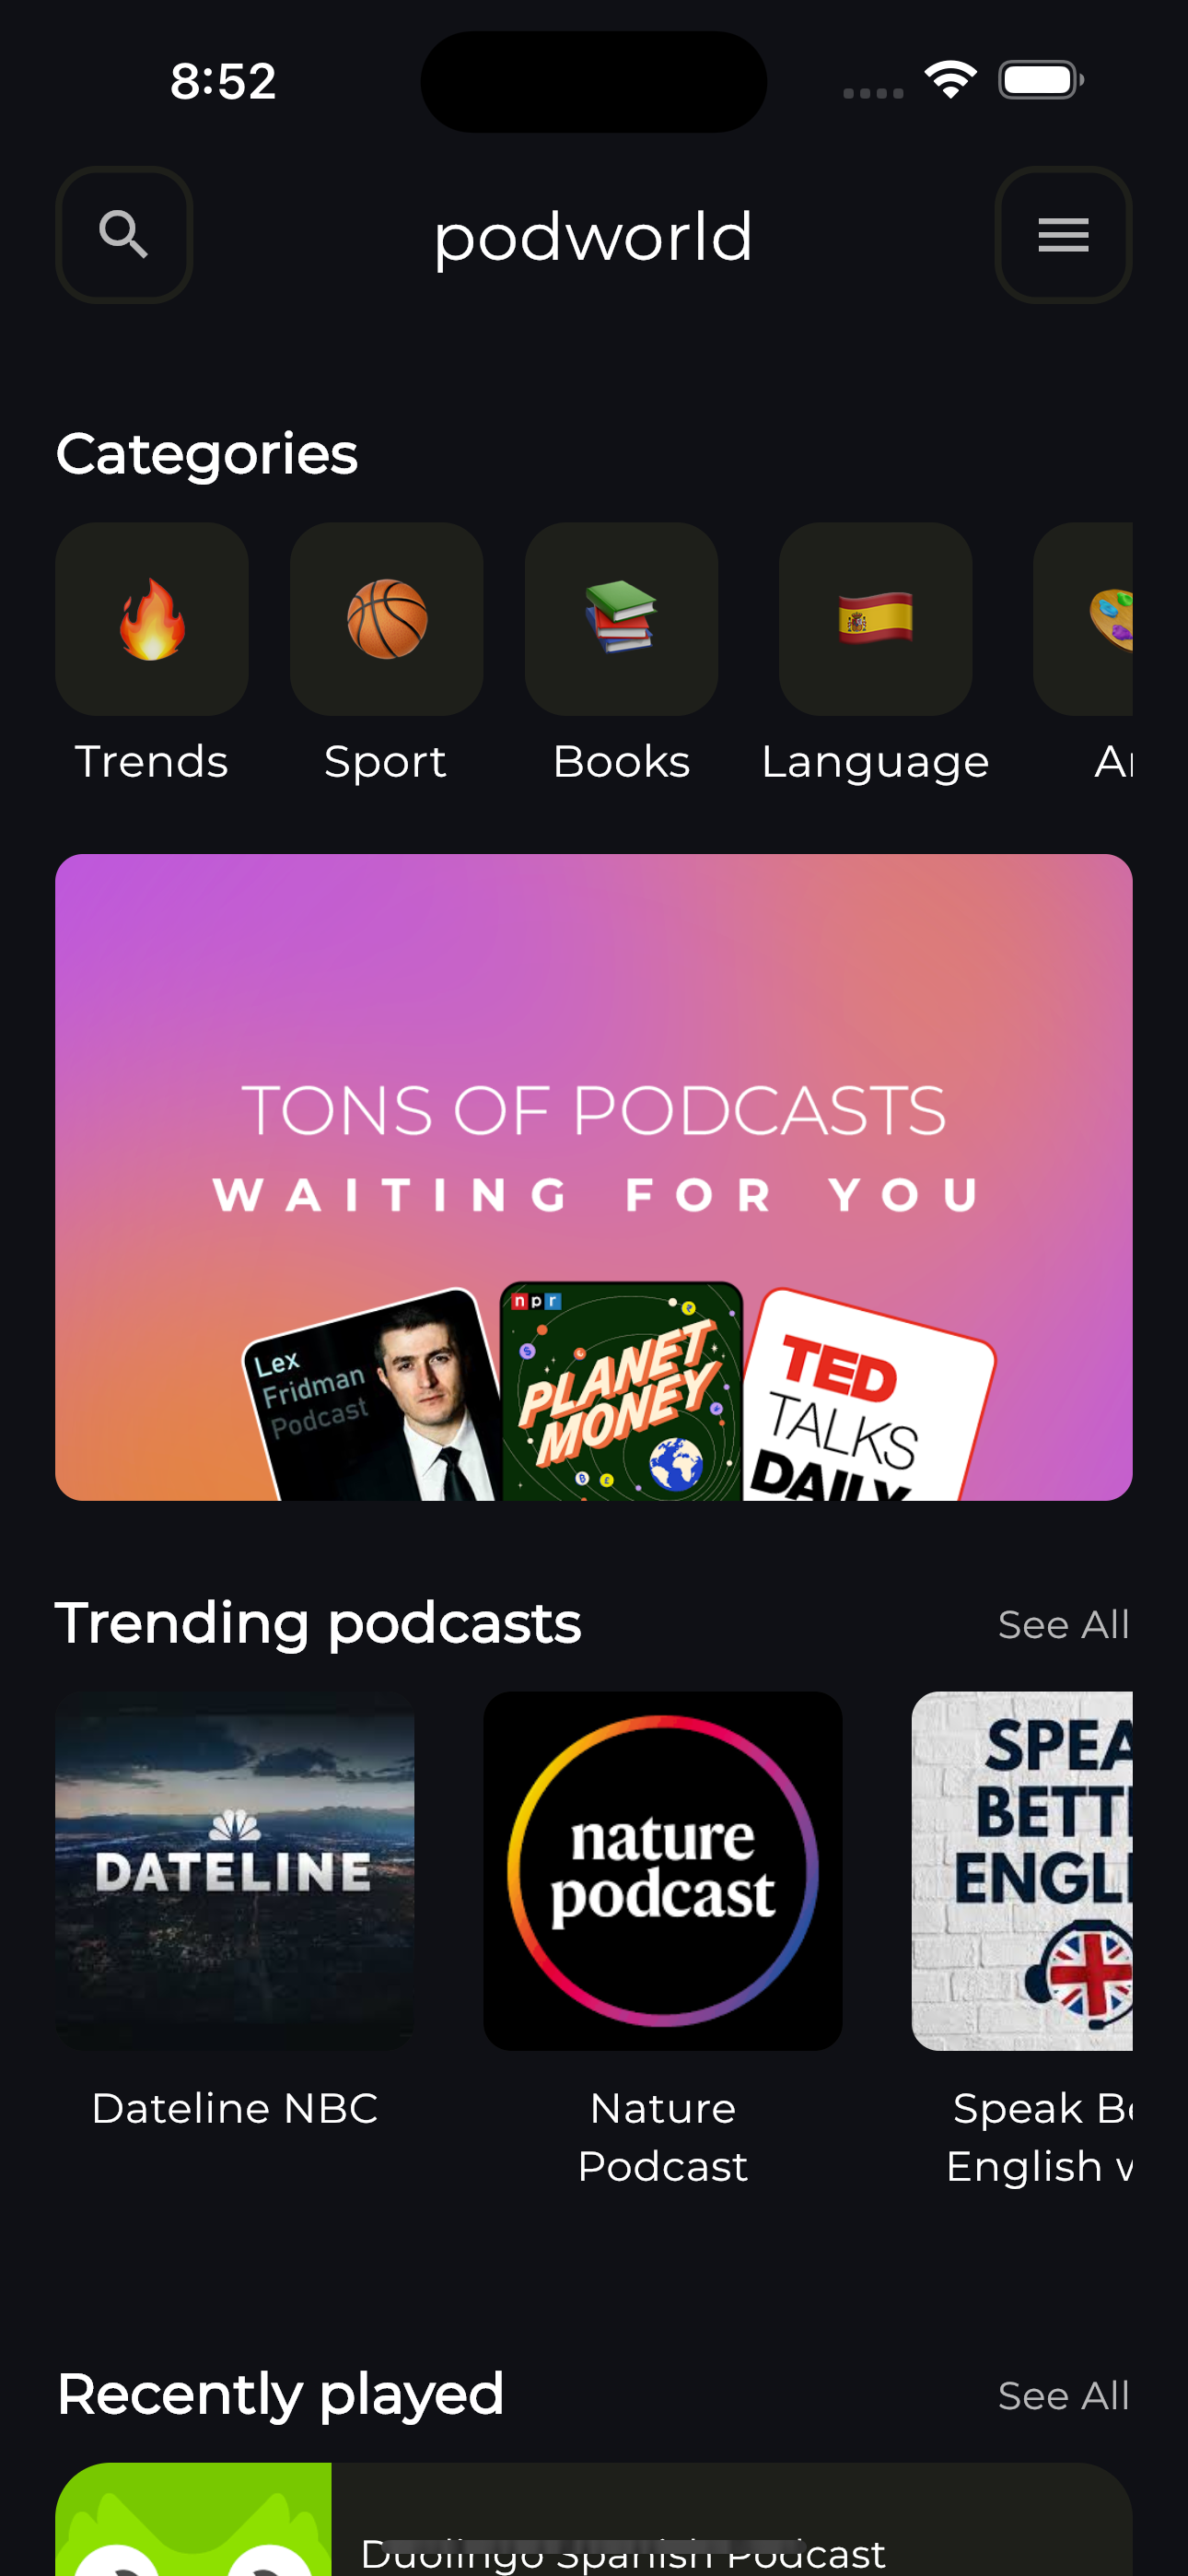 8:52
podworld
Categories
Trends
Sport
Books
Language
TONS OF PODCASTS
WAITING FOR YOU
Lex
Fridman
Podcast
npr
PLANET
MONEY
TED
TALKS
DAILY
Trending podcasts
See All
DATELINE
nature
podcast
SPEA
BETT
ENGL
Dateline NBC
Nature
Podcast
Speak Be
English
Recently played
See All
Duolingo Spanish Podcast